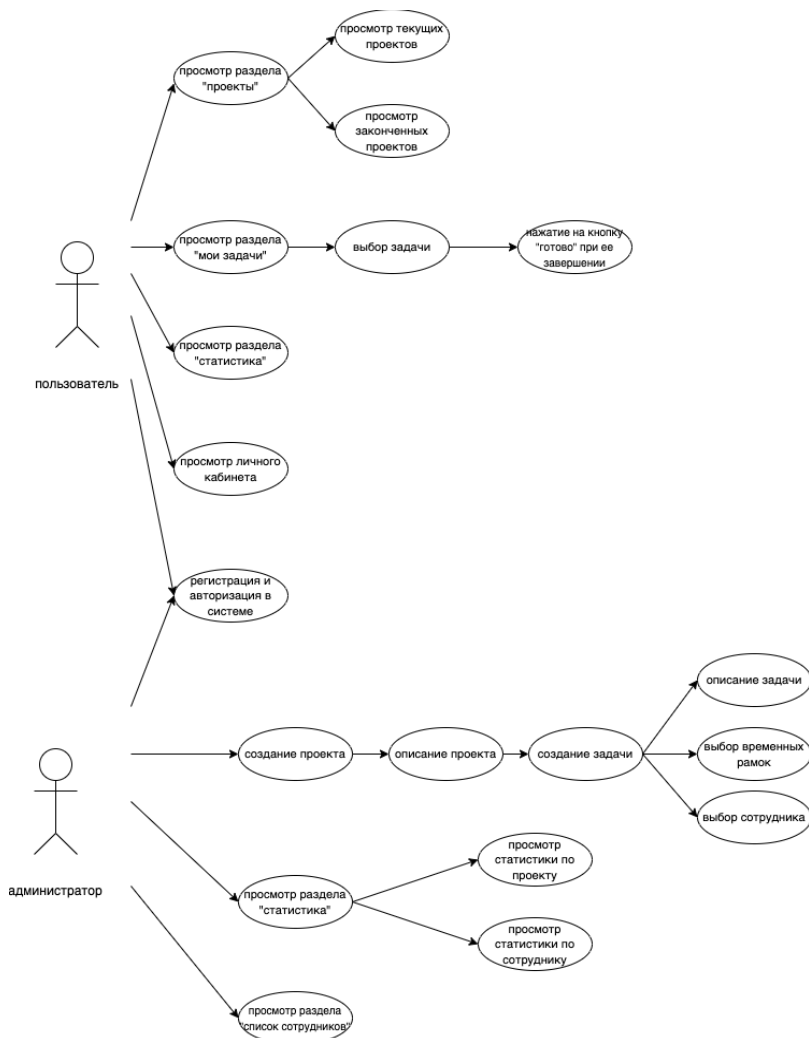 просмотр текущих
проектов
просмотр раздела
"проекты"
просмотр
законченных
проектов
просмотр раздела
"мои задачи"
выбор задачи
нажатие на кнопку
"готово" при ее
завершении
просмотр раздела
"статистика"
пользователь
просмотр личного
кабинета
регистрация и
авторизация в
системе
описание задачи
создание проекта
описание проекта
создание задачи
выбор временных
рамок
выбор сотрудника
просмотр
статистики по
проекту
администратор
просмотр раздела
"статистика"
просмотр
статистики по
сотруднику
просмотр раздела
"список сотрудников"